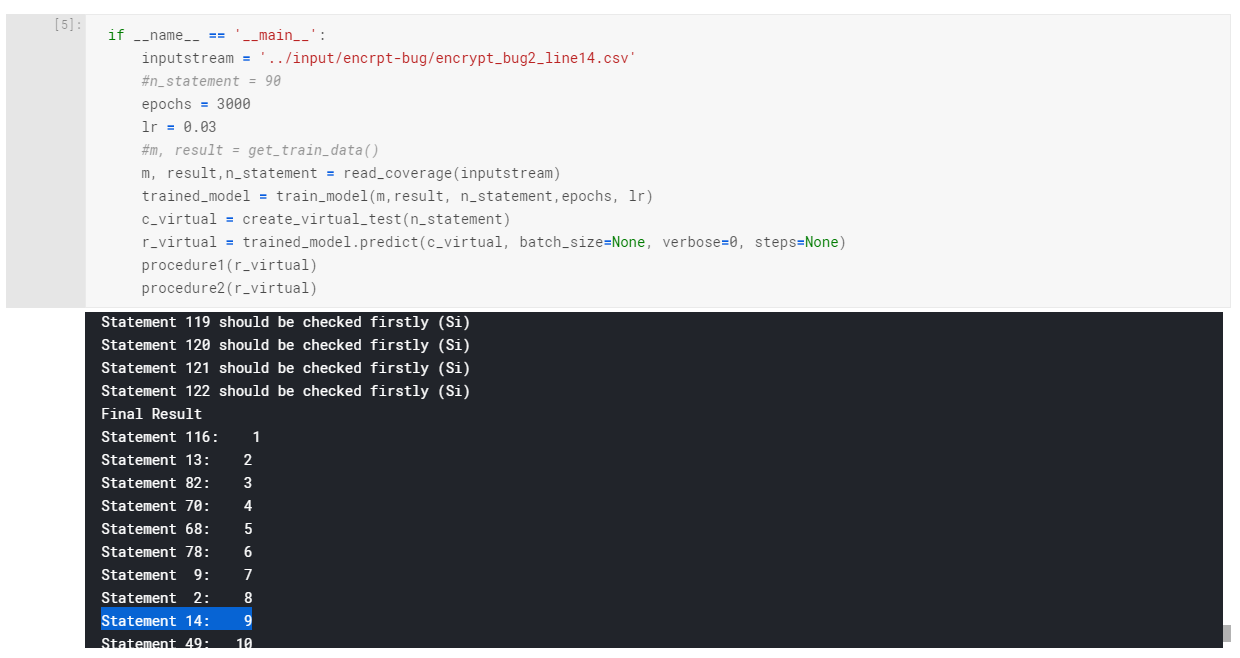 [5]:
if __name__ == '__main__':
    inputstream = '../input/encrpt-bug/encrypt_bug2_line14.csv'
    #n_statement = 90
    epochs = 3000
    lr = 0.03
    #m, result = get_train_data()
    m, result,n_statement = read_coverage(inputstream)
    trained_model = train_model(m,result, n_statement,epochs, lr)
    c_virtual = create_virtual_test(n_statement)
    r_virtual = trained_model.predict(c_virtual, batch_size=None, verbose=0, steps=None)
    procedure1(r_virtual)
    procedure2(r_virtual)
Statement 119 should be checked firstly (Si)
Statement 120 should be checked firstly (Si)
Statement 121 should be checked firstly (Si)
Statement 122 should be checked firstly (Si)
Final Result
Statement 116:    1
Statement 13:    2
Statement 82:    3
Statement 70:    4
Statement 68:    5
Statement 78:    6
Statement  9:    7
Statement  2:    8
Statement 14:    9
Statement 49:   10